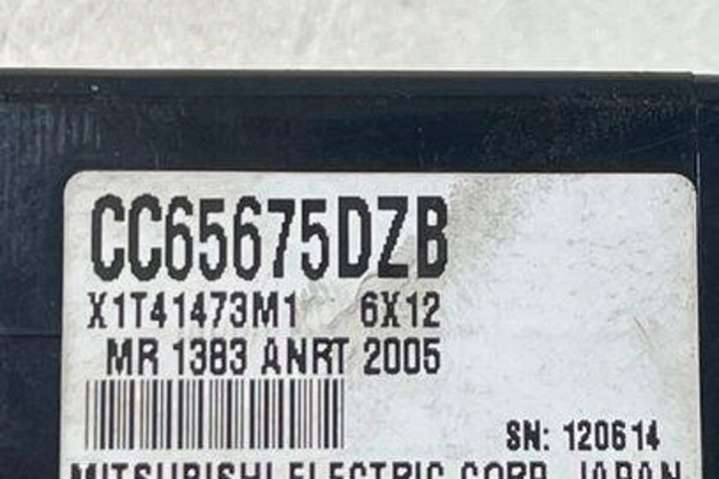 CC65675DZB
X1T41473M1 6X12
MR 1383 ANRT 2005
SN: 120614
MITSUBISHI ELECTRIC CORP. JAPAN